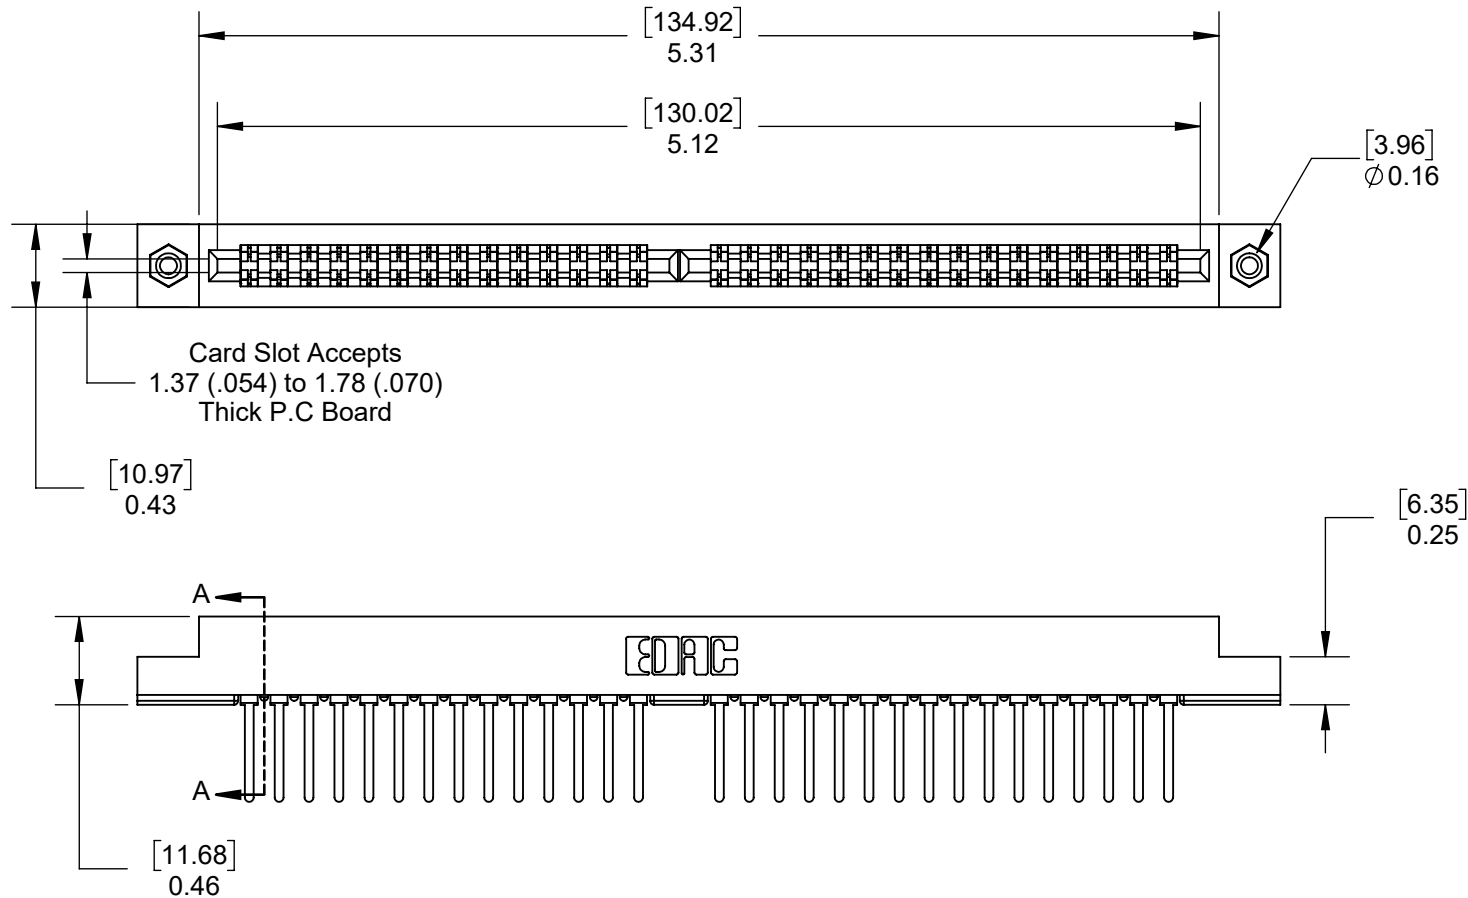 [134.92]
5.31
[130.02]
5.12
[3.96]
∅0.16
Card Slot Accepts
1.37 (.054) to 1.78 (.070)
Thick P.C Board
[10.97]
0.43
[6.35]
0.25
A
EDAC
A
[11.68]
0.46